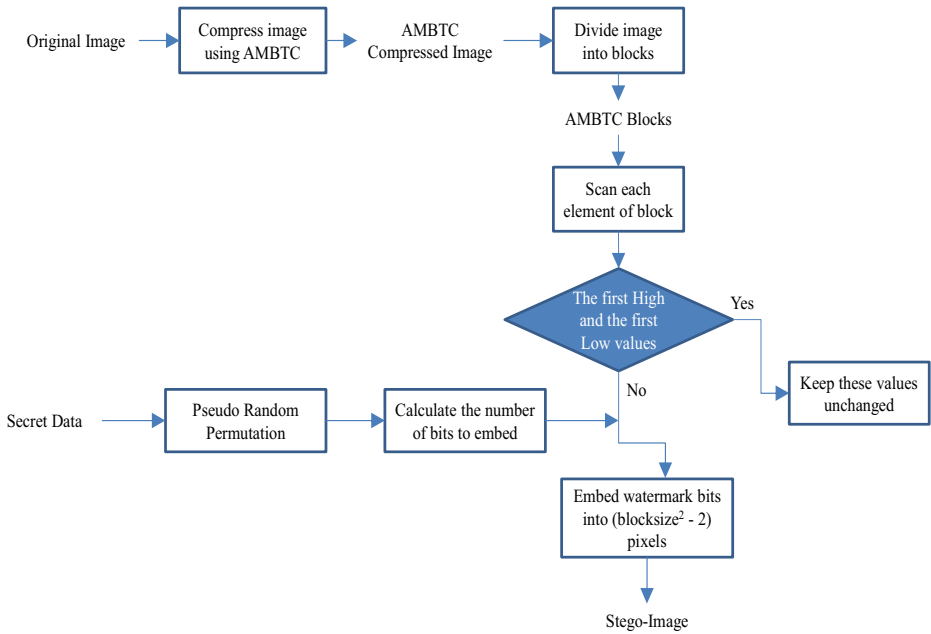 Original Image
Compress image
using AMBTC
AMBTC
Compressed Image
Divide image
into blocks
AMBTC Blocks
Scan each
element of block
The first High
and the first
Low values
Yes
No
Keep these values
unchanged
Secret Data
Pseudo Random
Permutation
Calculate the number
of bits to embed
Embed watermark bits
into (blocksize² - 2)
pixels
Stego-Image